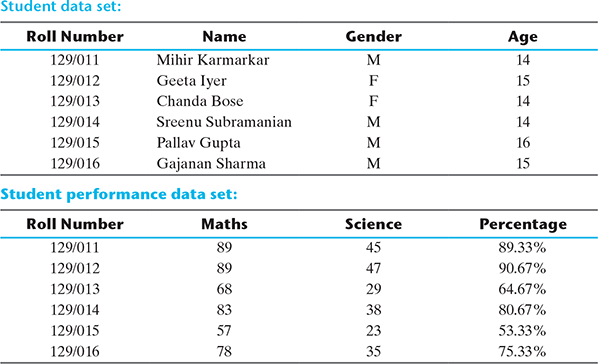 Student data set:
Roll Number Name Gender Age
129/011 Mihir Karmarkar M 14
129/012 Geeta Iyer F 15
129/013 Chanda Bose F 14
129/014 Sreenu Subramanian M 14
129/015 Pallav Gupta M 16
129/016 Gajanan Sharma M 15
Student performance data set:
Roll Number Maths Science Percentage
129/011 89 45 89.33%
129/012 89 47 90.67%
129/013 68 29 64.67%
129/014 83 38 80.67%
129/015 57 23 53.33%
129/016 78 35 75.33%